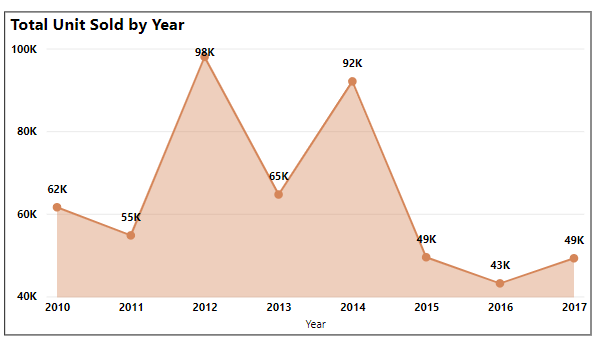 Total Unit Sold by Year
100K
98K
92K
80K
65K
62K
60K
55K
49K
49K
43K
40K
2010 2011 2012 2013 2014 2015 2016 2017
Year